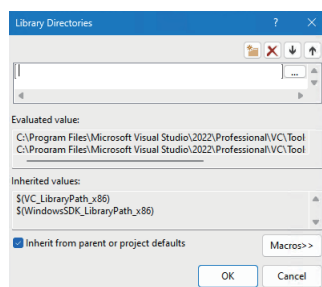 Library Directories
?
...
Evaluated value:
C:\Program Files\Microsoft Visual Studio\2022\Professional\VC\Tool
C:\Program Files\Microsoft Visual Studio\2022\Professional\VC\Tool
Inherited values:
$(VC_LibraryPath_x86)
$(WindowsSDK_LibraryPath_x86)
Inherit from parent or project defaults
Macros>>
OK
Cancel